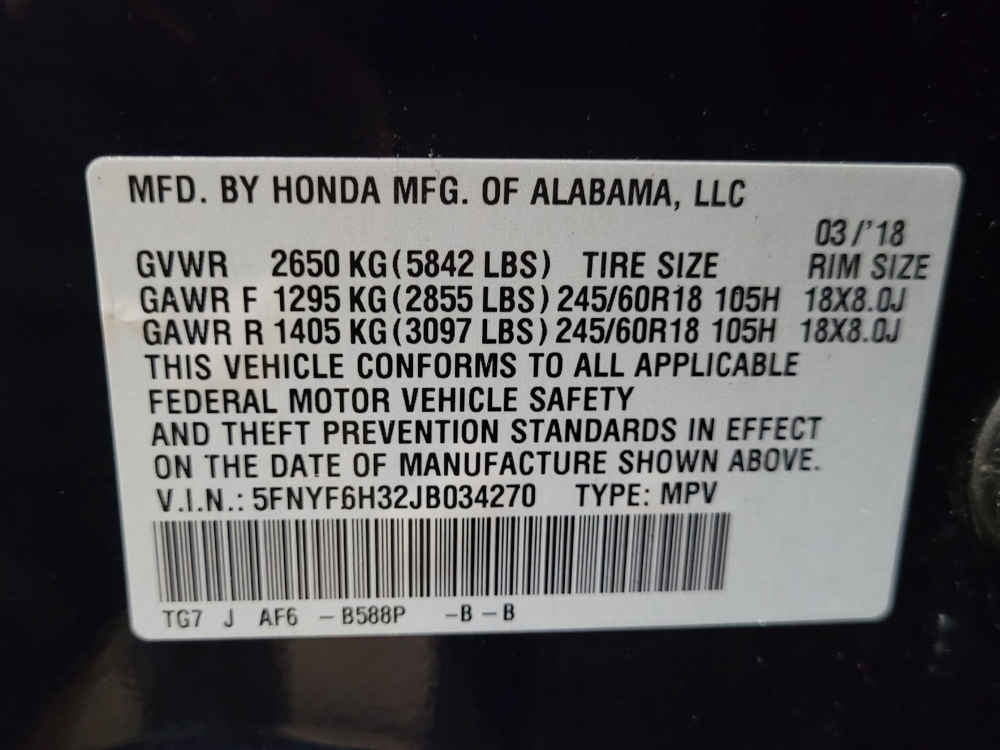 MFD. BY HONDA MFG. OF ALABAMA, LLC
03/'18
GVWR 2650 KG (5842 LBS) TIRE SIZE RIM SIZE
GAWR F 1295 KG (2855 LBS) 245/60R18 105H 18X8.0J
GAWR R 1405 KG (3097 LBS) 245/60R18 105H 18X8.0J
THIS VEHICLE CONFORMS TO ALL APPLICABLE
FEDERAL MOTOR VEHICLE SAFETY
AND THEFT PREVENTION STANDARDS IN EFFECT
ON THE DATE OF MANUFACTURE SHOWN ABOVE.
V.I.N.: 5FNYF6H32JB034270 TYPE: MPV
TG7 J AF6 – B588P – B – B